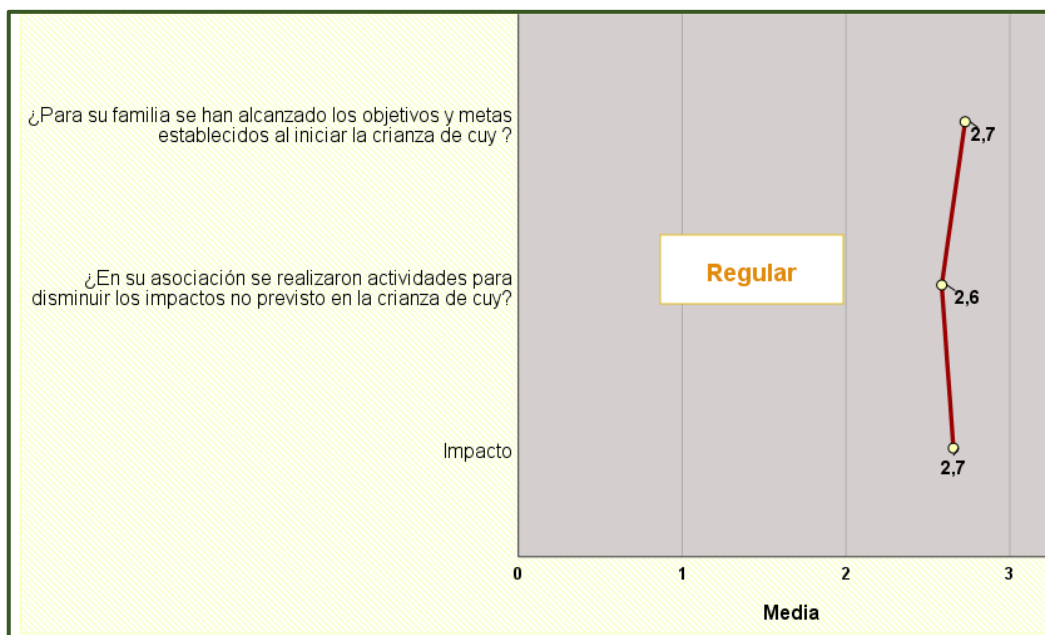 ¿Para su familia se han alcanzado los objetivos y metas
establecidos al iniciar la crianza de cuy ?
2,7
Regular
¿En su asociación se realizaron actividades para
disminuir los impactos no previsto en la crianza de cuy?
2,6
Impacto
2,7
0 1 2 3
Media